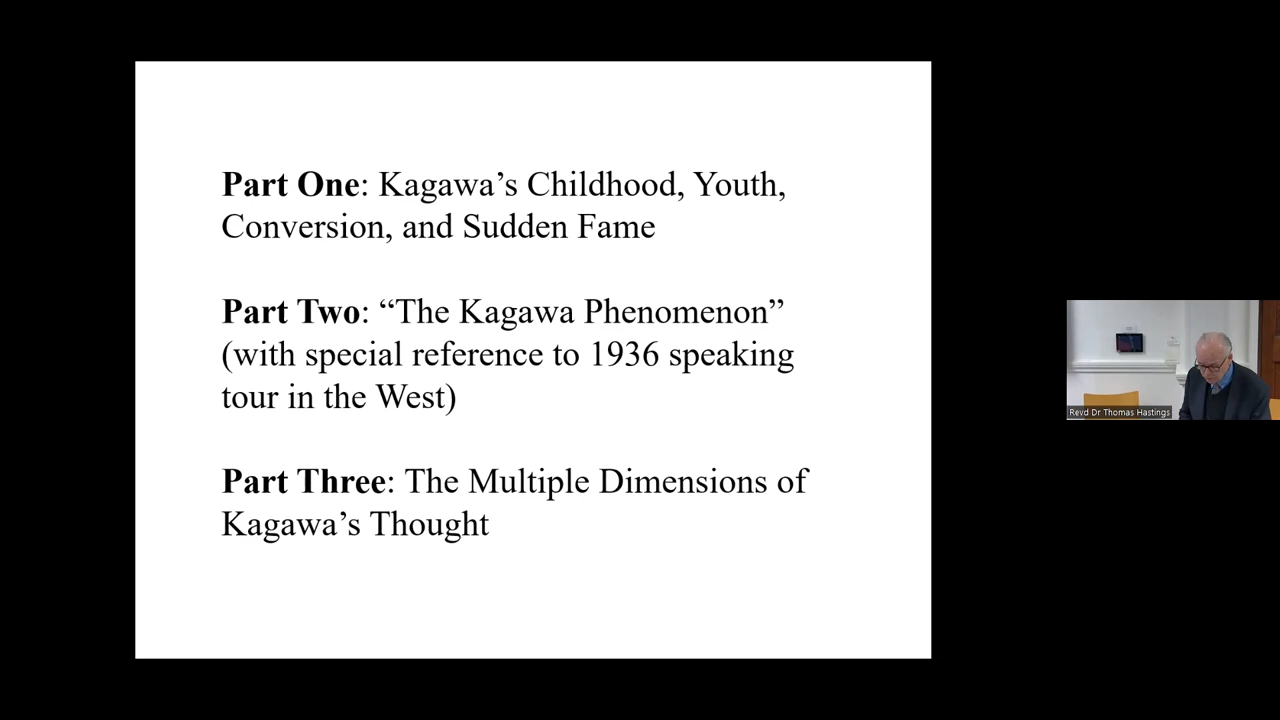 Part One: Kagawa’s Childhood, Youth,
Conversion, and Sudden Fame
Part Two: “The Kagawa Phenomenon”
(with special reference to 1936 speaking
tour in the West)
Part Three: The Multiple Dimensions of
Kagawa’s Thought
Revd Dr Thomas Hastings